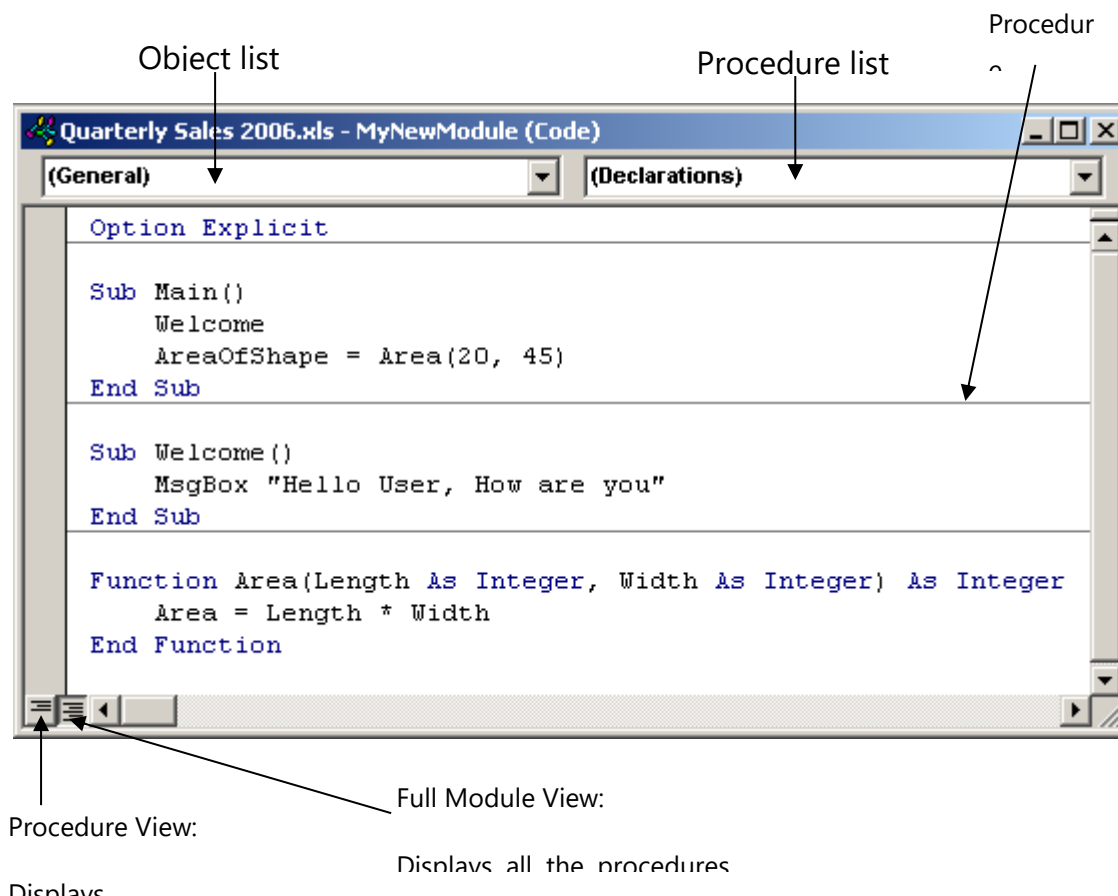 Procedur
Object list
Procedure list
Quarterly Sales 2006.xls - MyNewModule (Code)
(General)
(Declarations)
Option Explicit
Sub Main()
Welcome
AreaOfShape = Area(20, 45)
End Sub
Sub Welcome()
MsgBox "Hello User, How are you"
End Sub
Function Area(Length As Integer, Width As Integer) As Integer
Area = Length * Width
End Function
Full Module View:
Procedure View:
Displays all the procedures
Displays